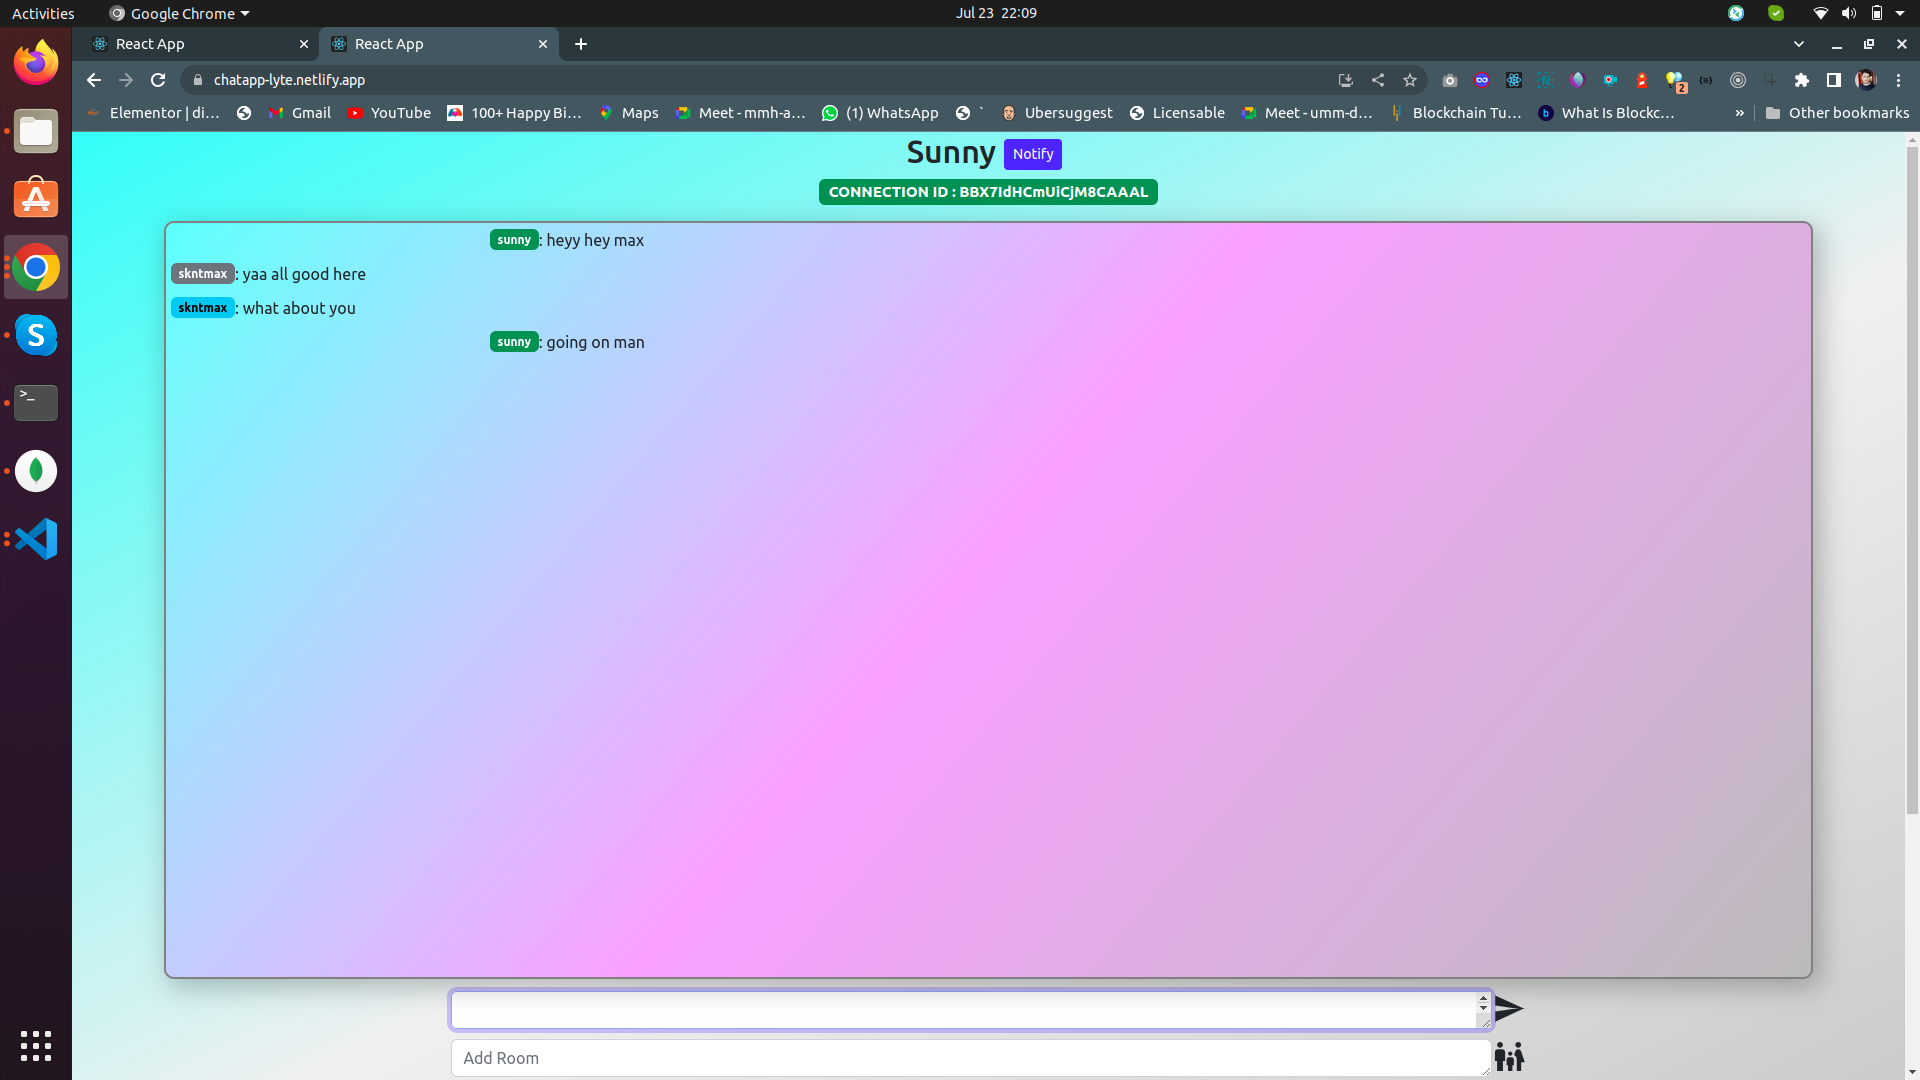 Activities
Google Chrome
Jul 23 22:09
React App
React App
chatapp-lyte.netlify.app
2
Elementor | di...
Gmail
YouTube
100+ Happy Bi...
Maps
Meet - mmh-a...
(1) WhatsApp
`
Ubersuggest
Licensable
Meet - umm-d...
Blockchain Tu...
What Is Blockc...
»
Other bookmarks
Sunny Notify
CONNECTION ID : BBX7IdHCmUiCjM8CAAAL
sunny: heyy hey max
skntmax: yaa all good here
skntmax: what about you
sunny: going on man
Add Room